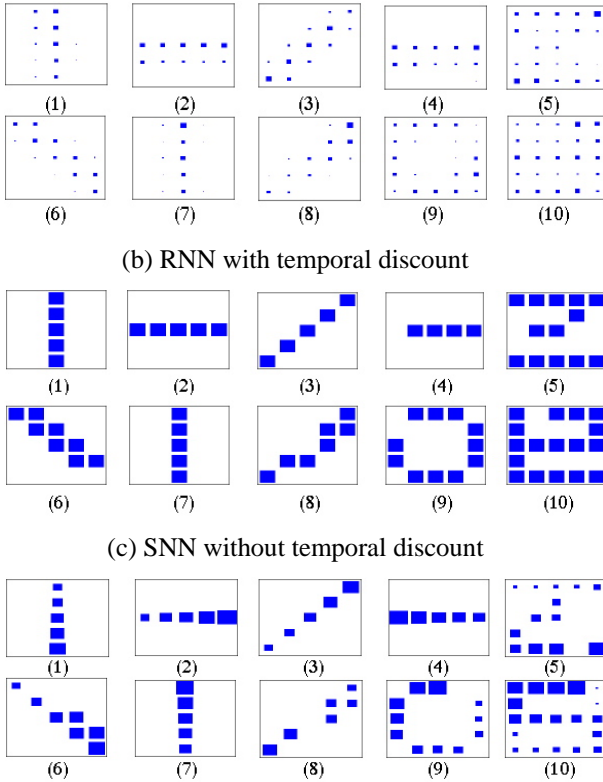 (1) (2) (3) (4) (5)
(6) (7) (8) (9) (10)
(b) RNN with temporal discount
(1) (2) (3) (4) (5)
(6) (7) (8) (9) (10)
(c) SNN without temporal discount
(1) (2) (3) (4) (5)
(6) (7) (8) (9) (10)